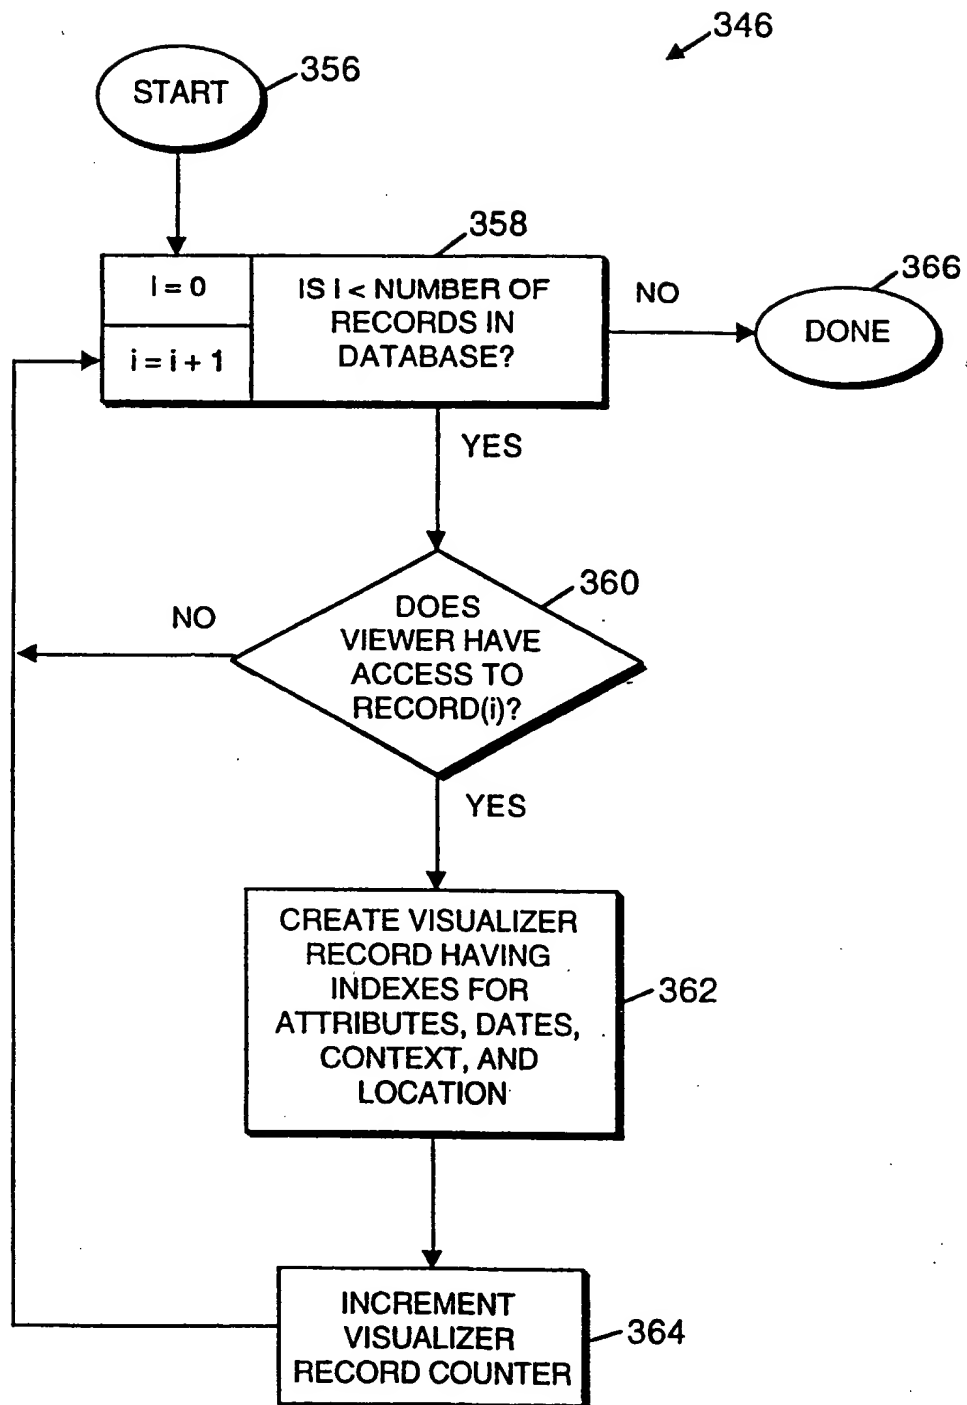 346
START
356
358
i = 0
i = i + 1
IS I < NUMBER OF
RECORDS IN
DATABASE?
NO
366
DONE
YES
360
DOES
VIEWER HAVE
ACCESS TO
RECORD(i)?
NO
YES
CREATE VISUALIZER
RECORD HAVING
INDEXES FOR
ATTRIBUTES, DATES,
CONTEXT, AND
LOCATION
362
INCREMENT
VISUALIZER
RECORD COUNTER
364